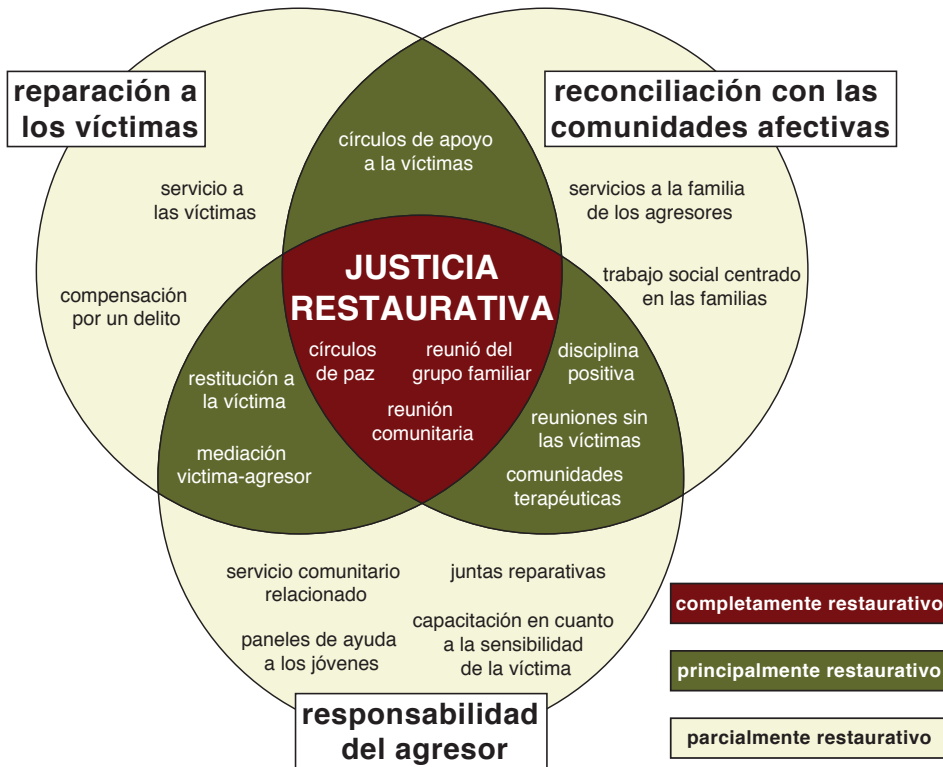 reparación a
los víctimas
reconciliación con las
comunidades afectivas
círculos de apoyo
a la víctimas
servicio a
las víctimas
servicios a la familia
de los agresores
compensación
por un delito
trabajo social centrado
en las familias
JUSTICIA
RESTAURATIVA
círculos
de paz
reunió del
grupo familiar
reunión
comunitaria
disciplina
positiva
restitución a
la víctima
reuniones sin
las víctimas
mediación
victima-agresor
comunidades
terapéuticas
servicio comunitario
relacionado
juntas reparativas
paneles de ayuda
a los jóvenes
capacitación en cuanto
a la sensibilidad
de la víctima
responsabilidad
del agresor
completamente restaurativo
principalmente restaurativo
parcialmente restaurativo